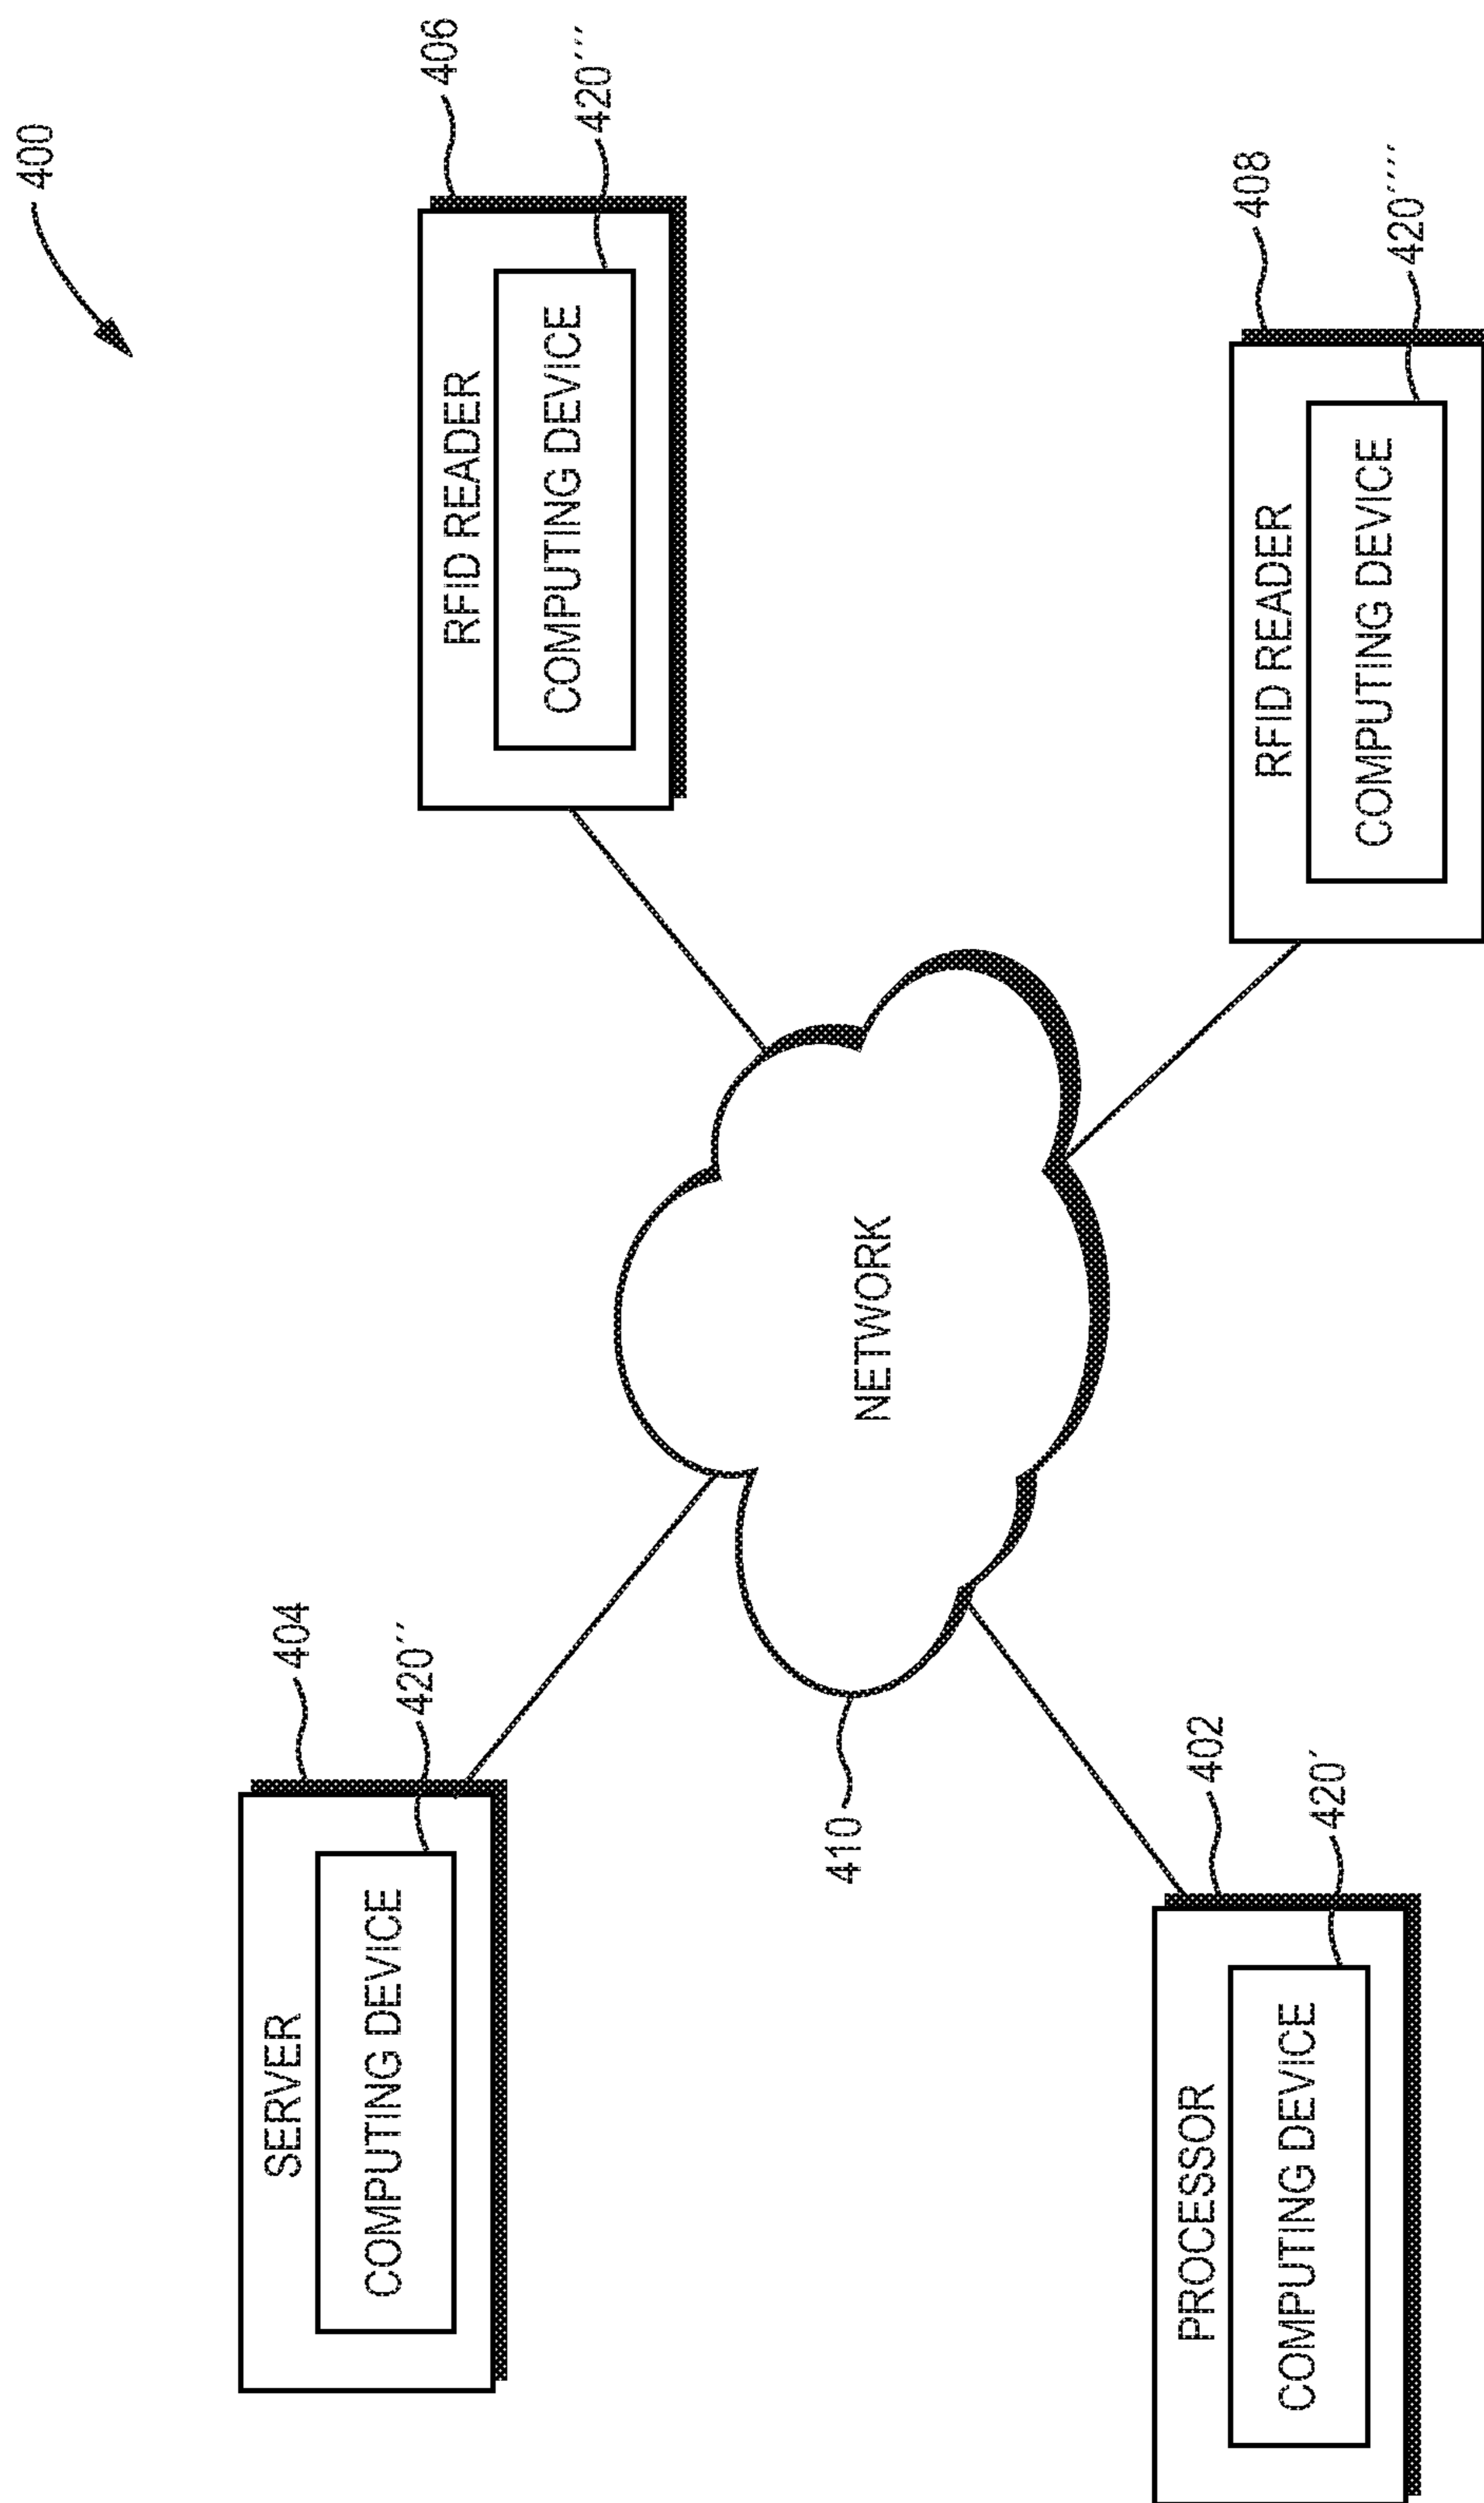 400
SERVER
COMPUTING DEVICE
404
420´´
RFID READER
COMPUTING DEVICE
406
420´´´
410
NETWORK
PROCESSOR
COMPUTING DEVICE
402
420´
RFID READER
COMPUTING DEVICE
408
420´´´´